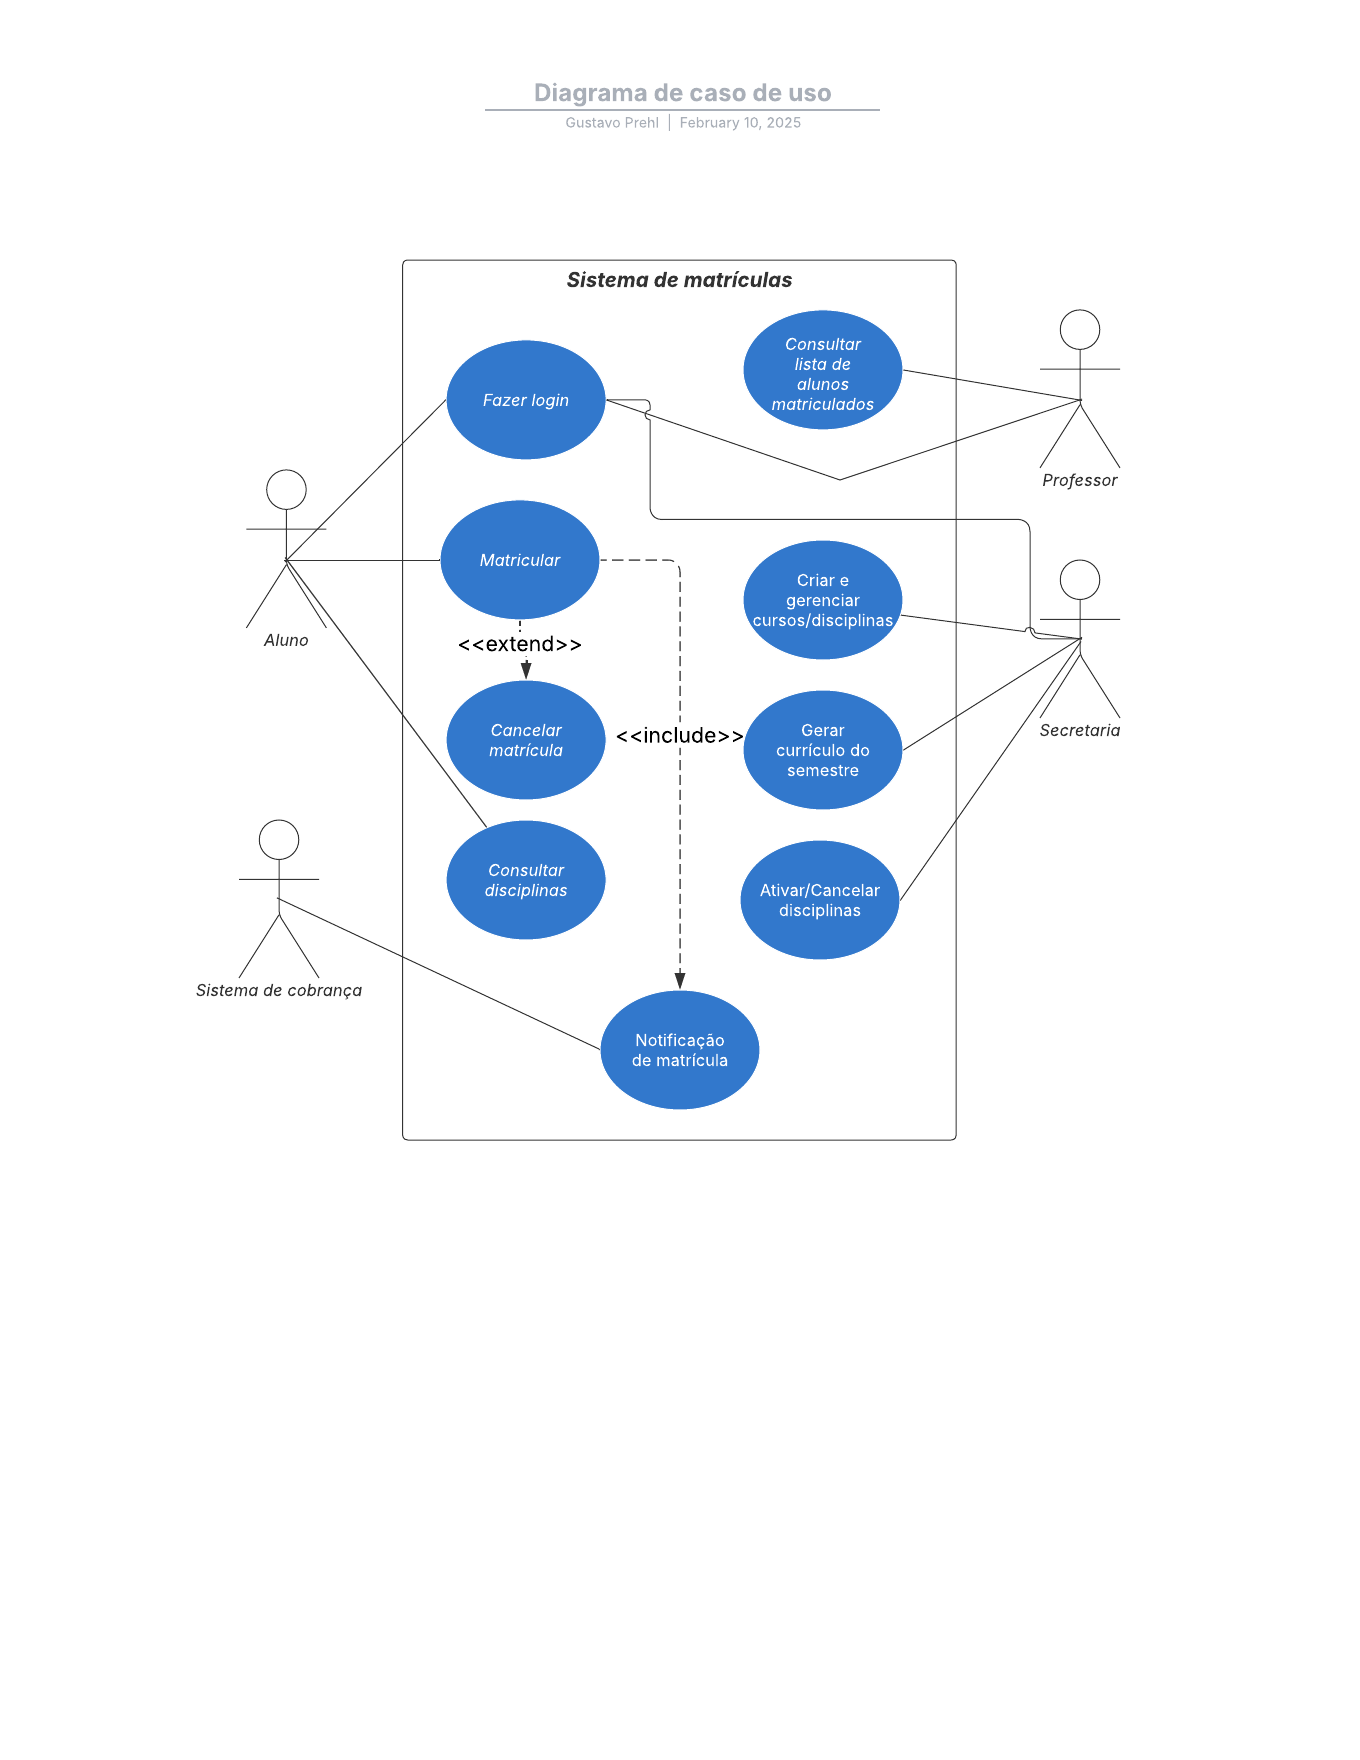 Diagrama de caso de uso
Gustavo Prehl | February 10, 2025
Sistema de matrículas
Consultar
lista de
alunos
matriculados
Fazer login
Professor
Matricular
Criar e
gerenciar
cursos/disciplinas
Aluno
<<extend>>
Cancelar
matrícula
<<include>>
Gerar
currículo do
semestre
Secretaria
Consultar
disciplinas
Ativar/Cancelar
disciplinas
Sistema de cobrança
Notificação
de matrícula